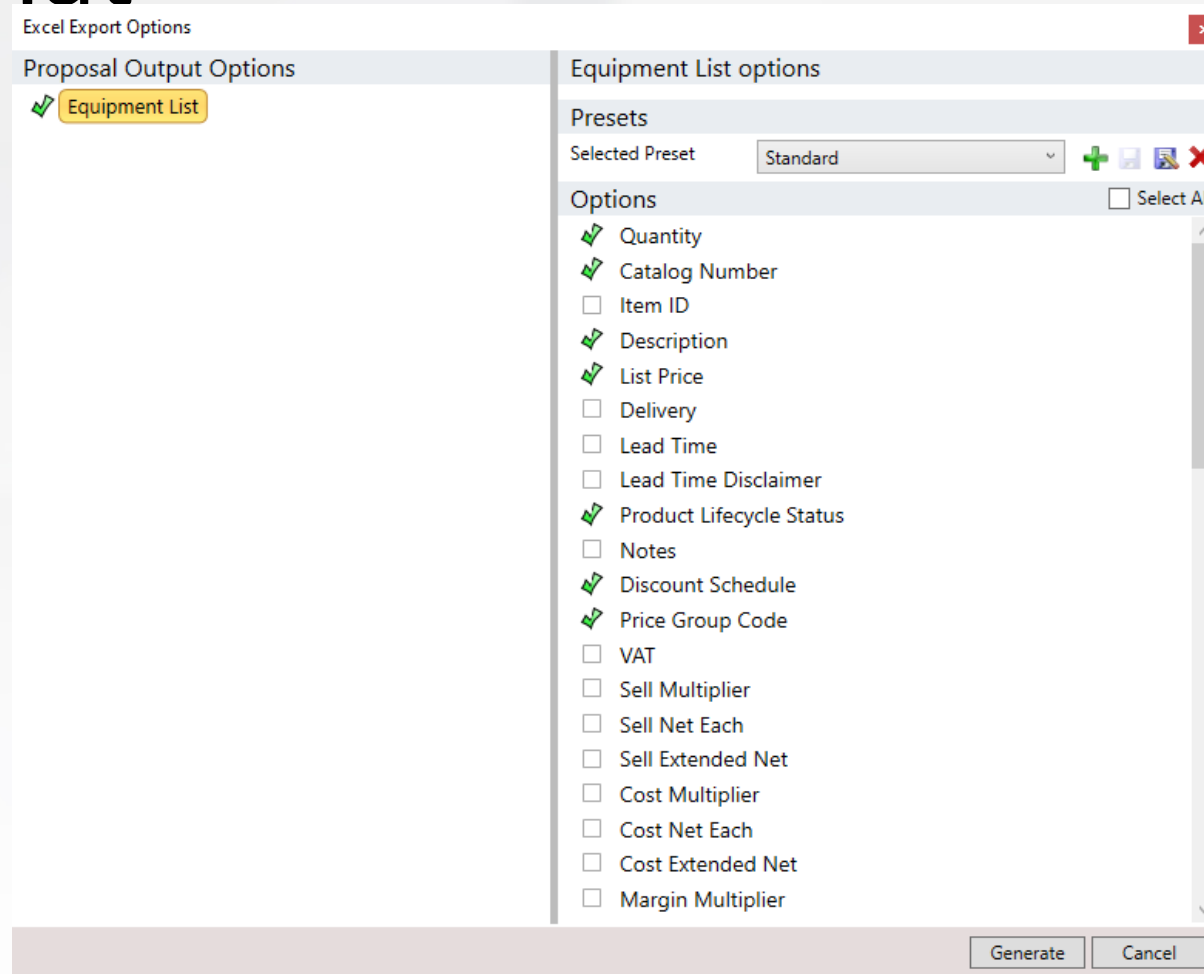 Excel Export Options
Proposal Output Options
Equipment List
Equipment List options
Presets
Selected Preset
Standard
Options
Select A
Quantity
Catalog Number
Item ID
Description
List Price
Delivery
Lead Time
Lead Time Disclaimer
Product Lifecycle Status
Notes
Discount Schedule
Price Group Code
VAT
Sell Multiplier
Sell Net Each
Sell Extended Net
Cost Multiplier
Cost Net Each
Cost Extended Net
Margin Multiplier
Generate
Cancel